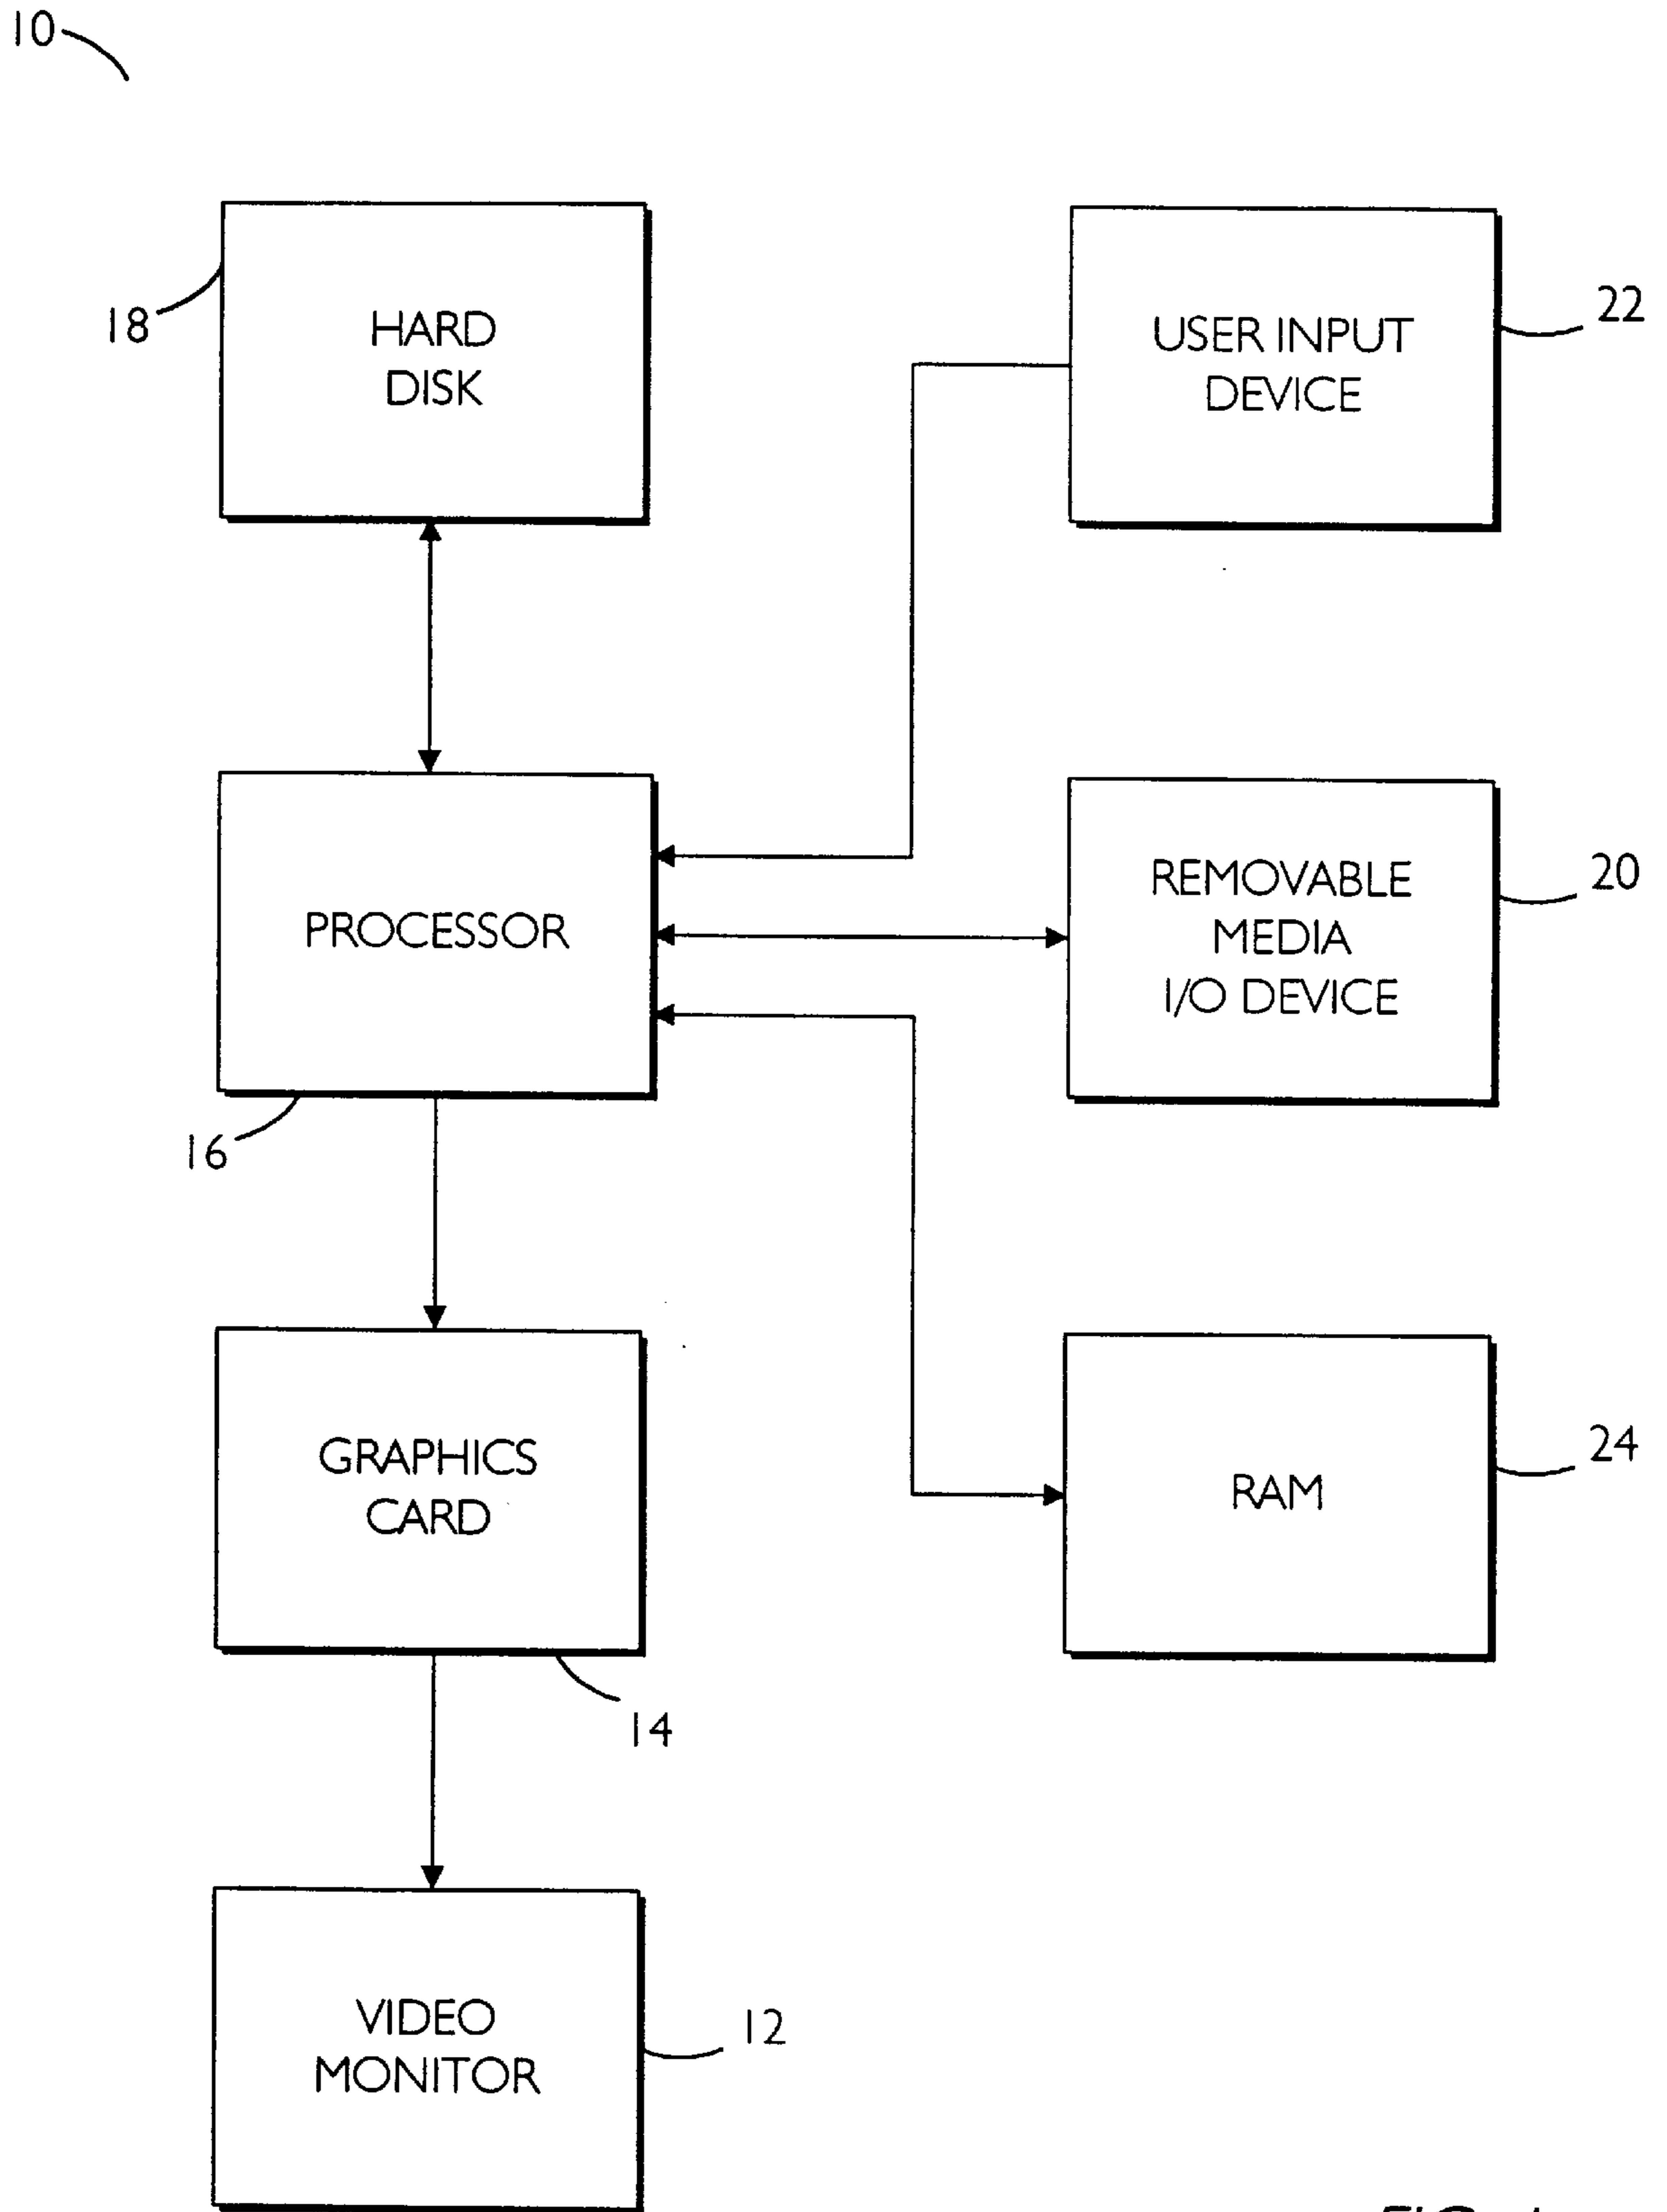 10
HARD
DISK
18
USER INPUT
DEVICE
22
PROCESSOR
16
REMOVABLE
MEDIA
I/O DEVICE
20
GRAPHICS
CARD
14
RAM
24
VIDEO
MONITOR
12